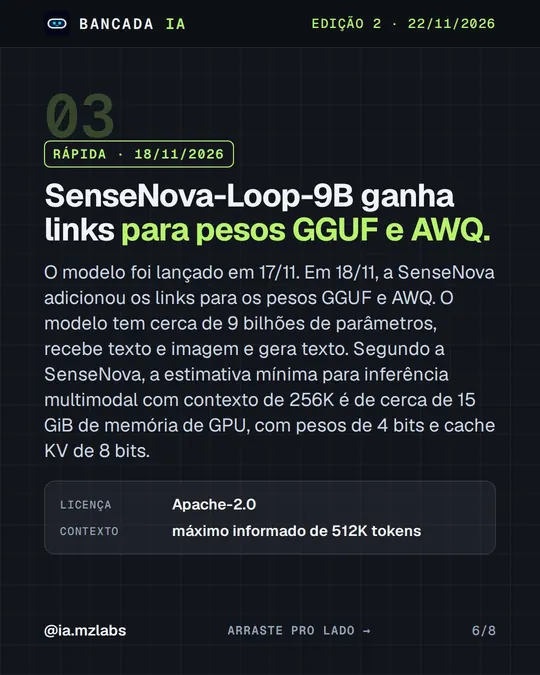 BANCADA IA
EDIÇÃO 2 · 22/11/2026
03
RÁPIDA · 18/11/2026
SenseNova-Loop-9B ganha
links para pesos GGUF e AWQ.
O modelo foi lançado em 17/11. Em 18/11, a SenseNova
adicionou os links para os pesos GGUF e AWQ. O
modelo tem cerca de 9 bilhões de parâmetros,
recebe texto e imagem e gera texto. Segundo a
SenseNova, a estimativa mínima para inferência
multimodal com contexto de 256K é de cerca de 15
GiB de memória de GPU, com pesos de 4 bits e cache
KV de 8 bits.
LICENÇA Apache-2.0
CONTEXTO máximo informado de 512K tokens
@ia.mzlabs
ARRASTE PRO LADO →
6/8